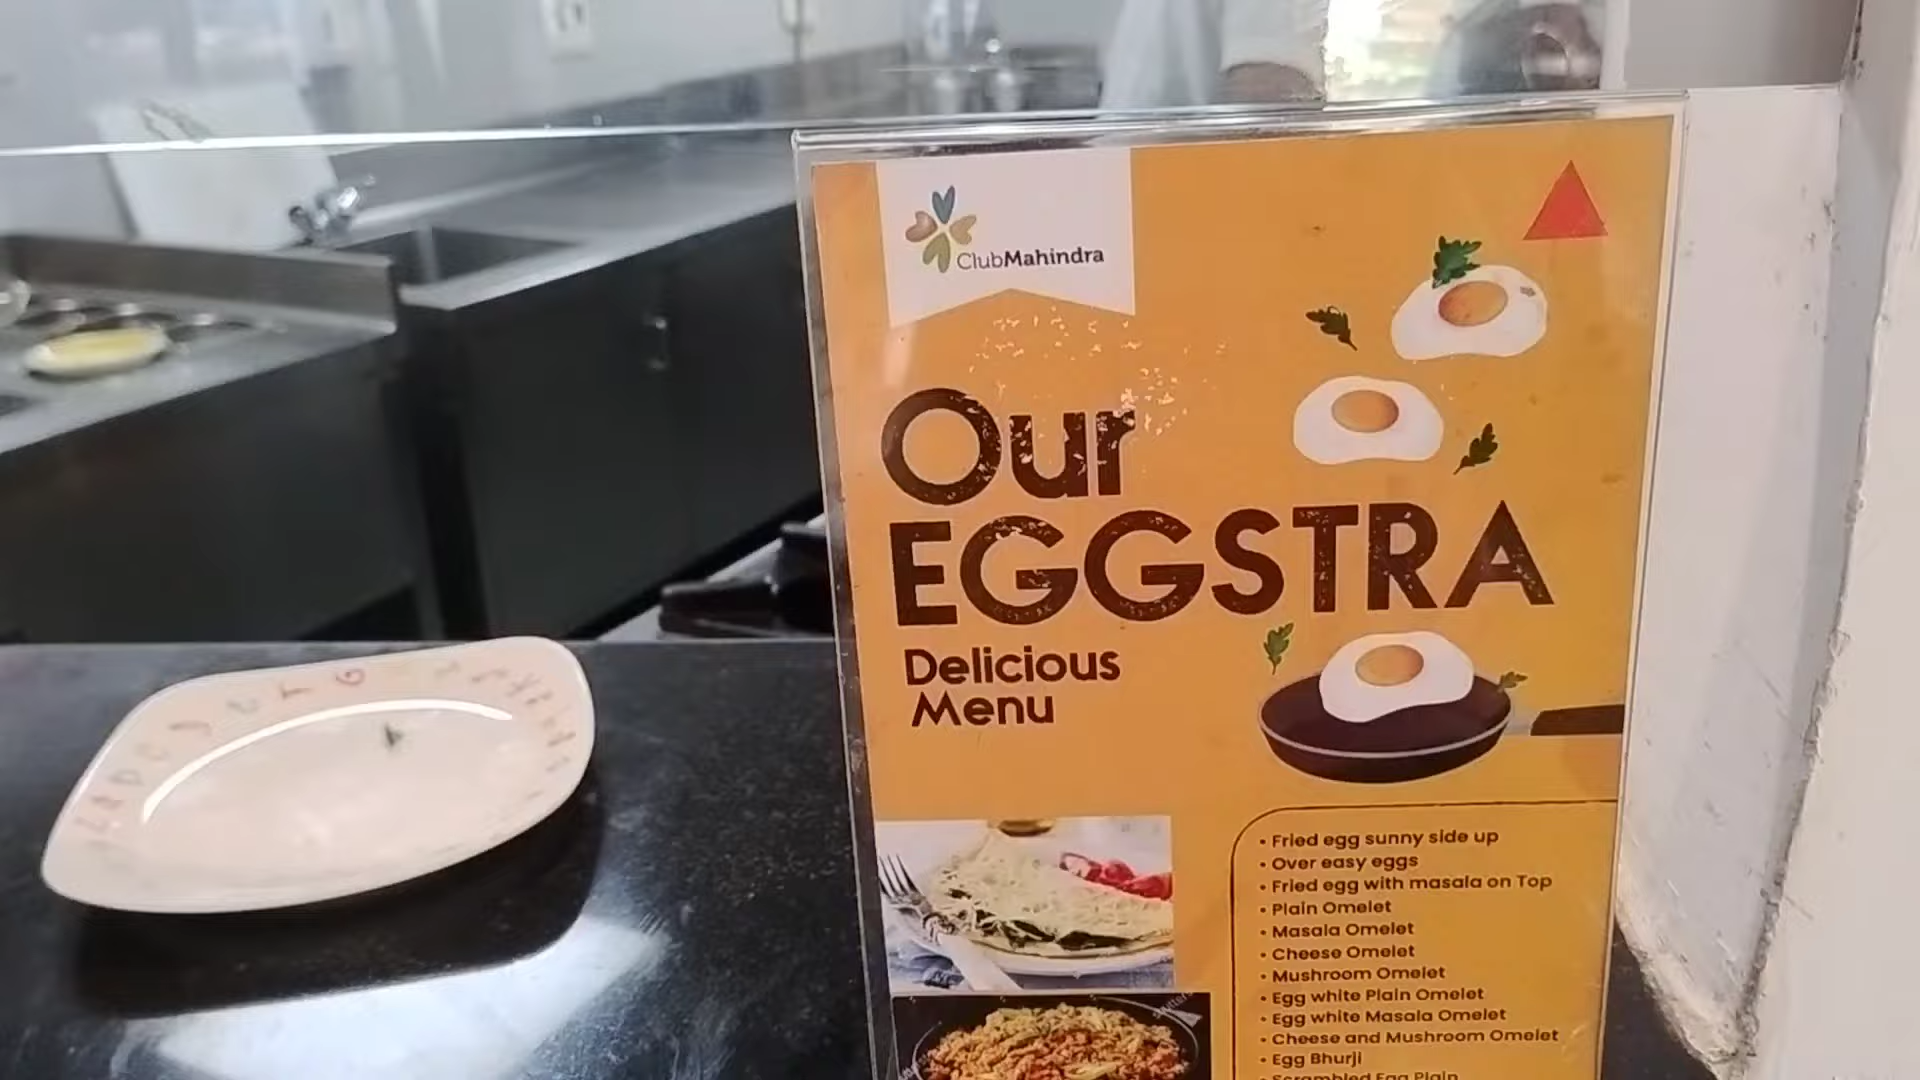 ClubMahindra
Our
EGGSTRA
Delicious
Menu
• Fried egg sunny side up
• Over easy eggs
• Fried egg with masala on Top
• Plain Omelet
• Masala Omelet
• Cheese Omelet
• Mushroom Omelet
• Egg white Plain Omelet
• Egg white Masala Omelet
• Cheese and Mushroom Omelet
• Egg Bhurji
Scrambled Egg Plain